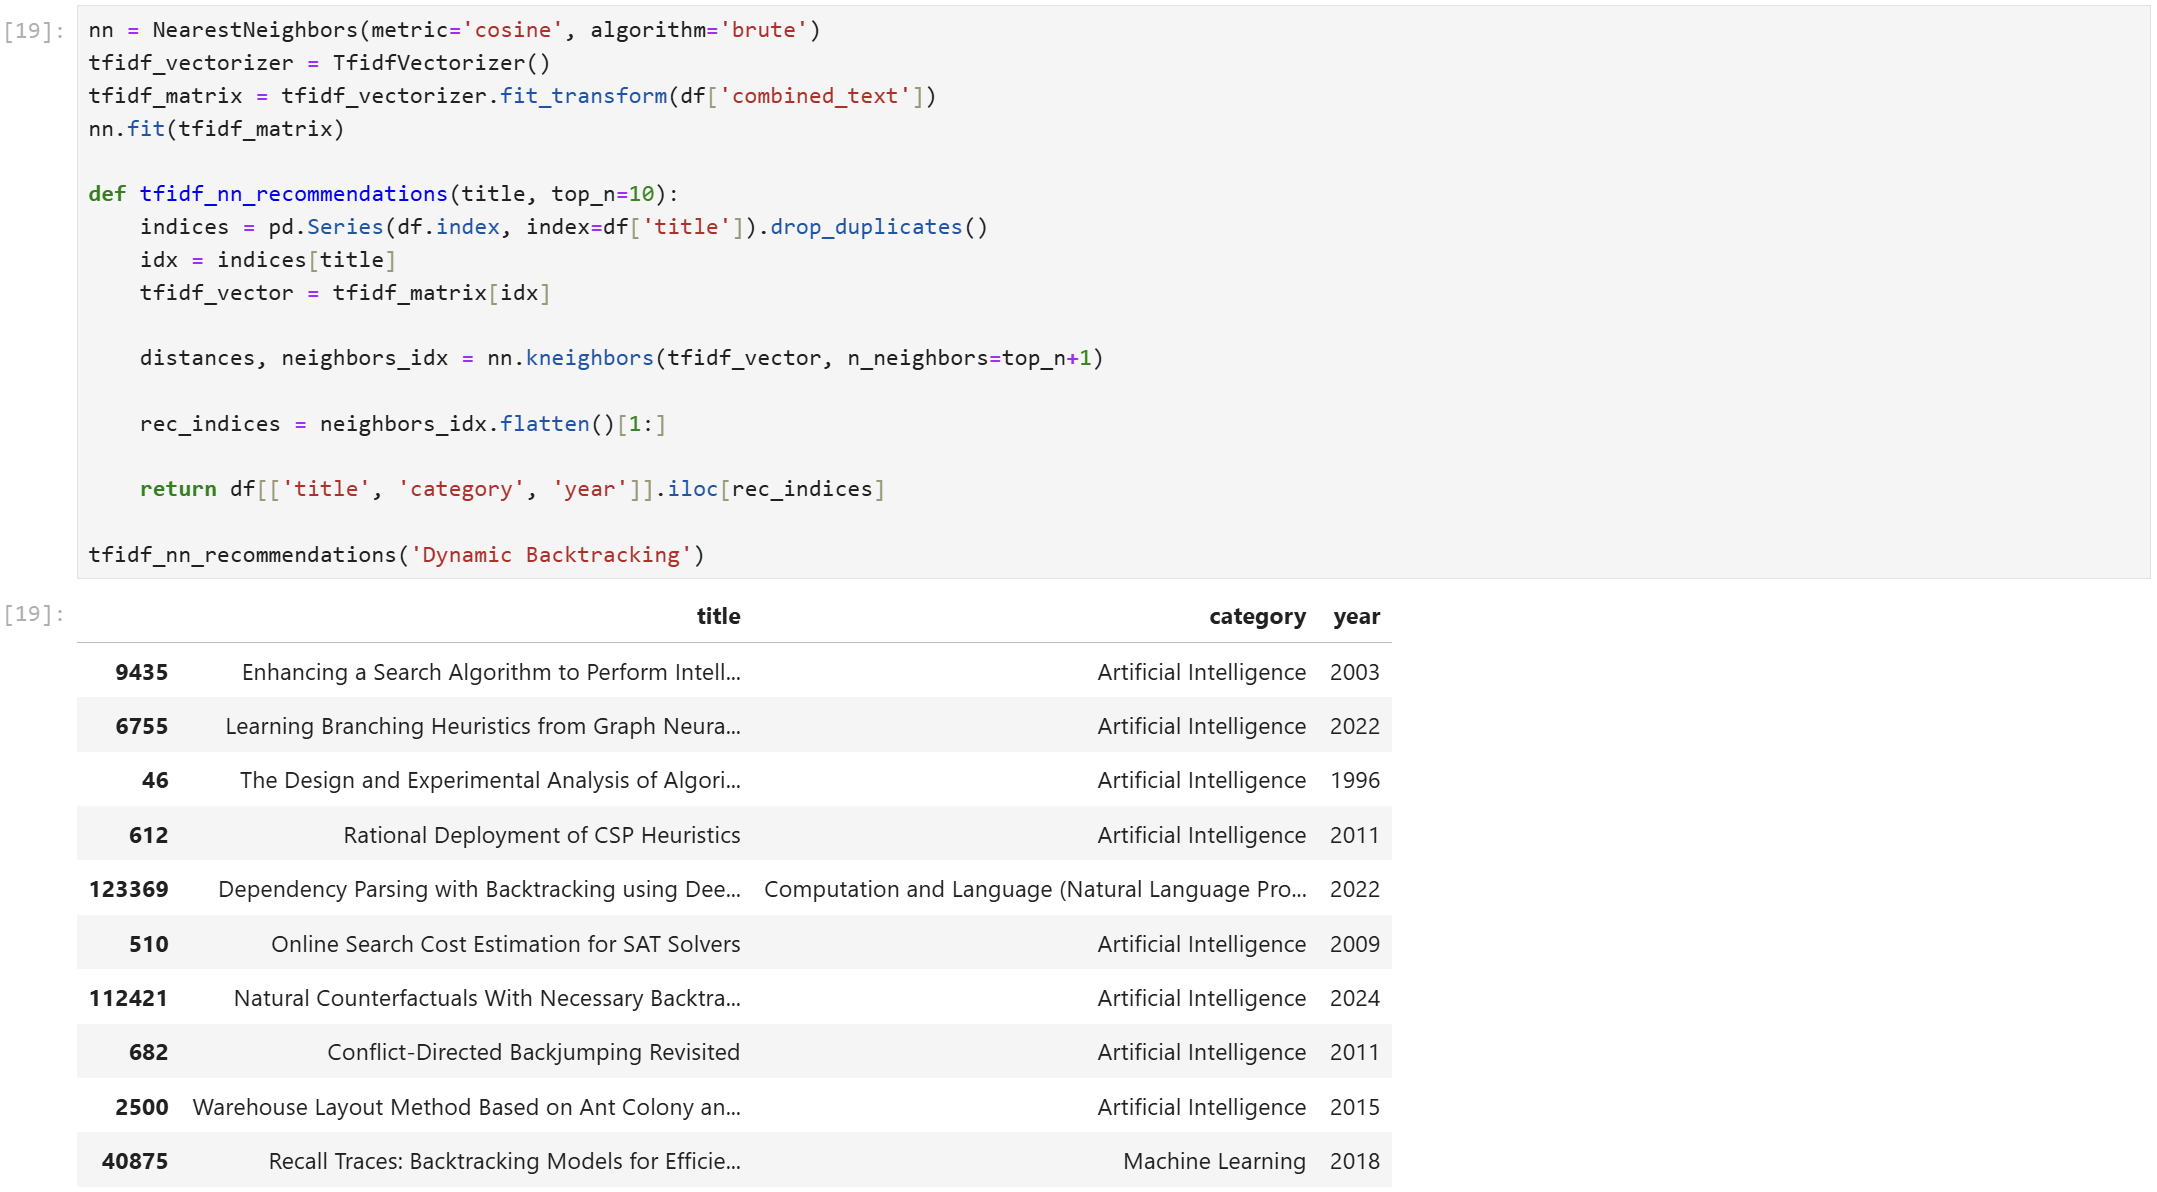 [19]:
nn = NearestNeighbors(metric='cosine', algorithm='brute')
tfidf_vectorizer = TfidfVectorizer()
tfidf_matrix = tfidf_vectorizer.fit_transform(df['combined_text'])
nn.fit(tfidf_matrix)
def tfidf_nn_recommendations(title, top_n=10):
    indices = pd.Series(df.index, index=df['title']).drop_duplicates()
    idx = indices[title]
    tfidf_vector = tfidf_matrix[idx]
    distances, neighbors_idx = nn.kneighbors(tfidf_vector, n_neighbors=top_n+1)
    rec_indices = neighbors_idx.flatten()[1:]
    return df[['title', 'category', 'year']].iloc[rec_indices]
tfidf_nn_recommendations('Dynamic Backtracking')
[19]:
title category year
9435 Enhancing a Search Algorithm to Perform Intell... Artificial Intelligence 2003
6755 Learning Branching Heuristics from Graph Neura... Artificial Intelligence 2022
46 The Design and Experimental Analysis of Algori... Artificial Intelligence 1996
612 Rational Deployment of CSP Heuristics Artificial Intelligence 2011
123369 Dependency Parsing with Backtracking using Dee... Computation and Language (Natural Language Pro... 2022
510 Online Search Cost Estimation for SAT Solvers Artificial Intelligence 2009
112421 Natural Counterfactuals With Necessary Backtra... Artificial Intelligence 2024
682 Conflict-Directed Backjumping Revisited Artificial Intelligence 2011
2500 Warehouse Layout Method Based on Ant Colony an... Artificial Intelligence 2015
40875 Recall Traces: Backtracking Models for Efficie... Machine Learning 2018